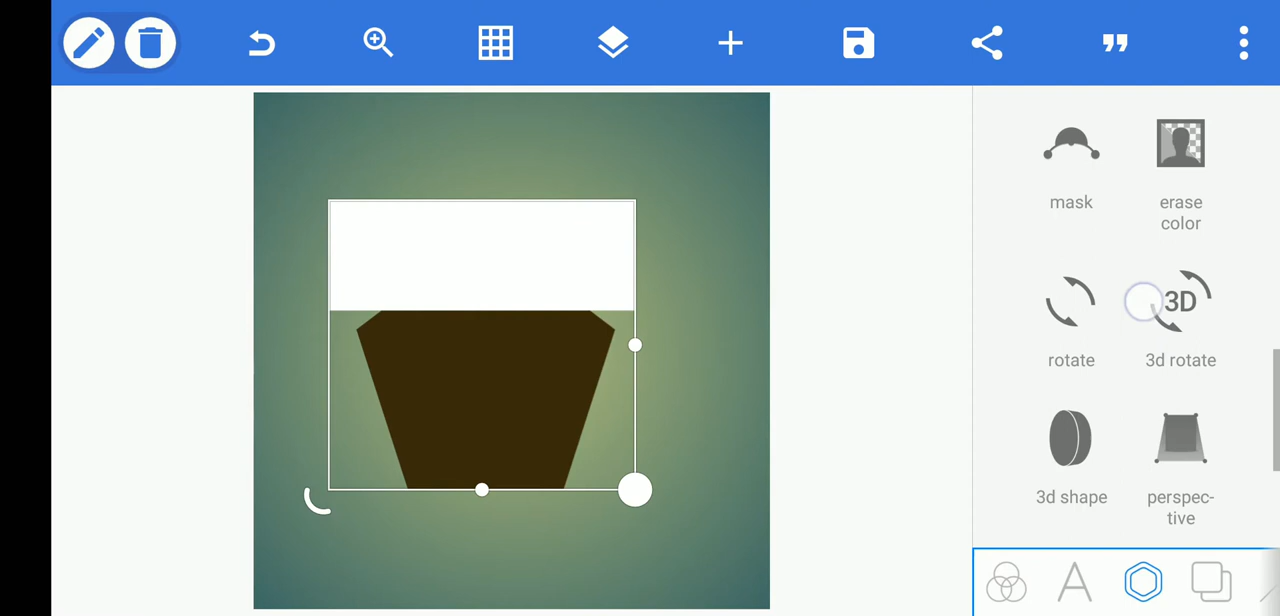 mask
erase
color
3D
rotate
3d rotate
3d shape
perspec-
tive